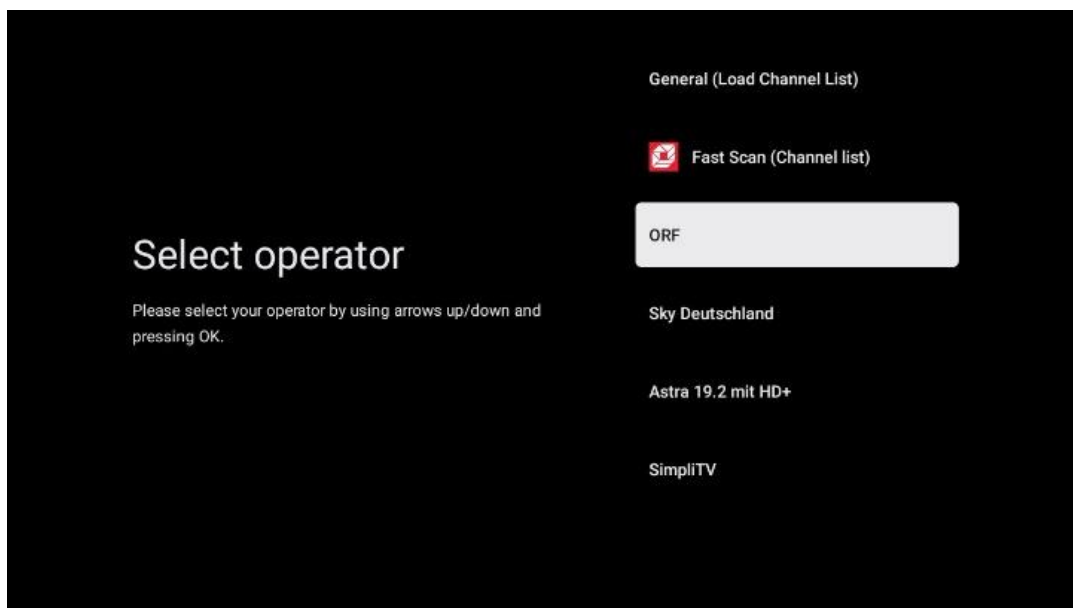 Select operator
Please select your operator by using arrows up/down and
pressing OK.
General (Load Channel List)
Fast Scan (Channel list)
ORF
Sky Deutschland
Astra 19.2 mit HD+
SimpliTV